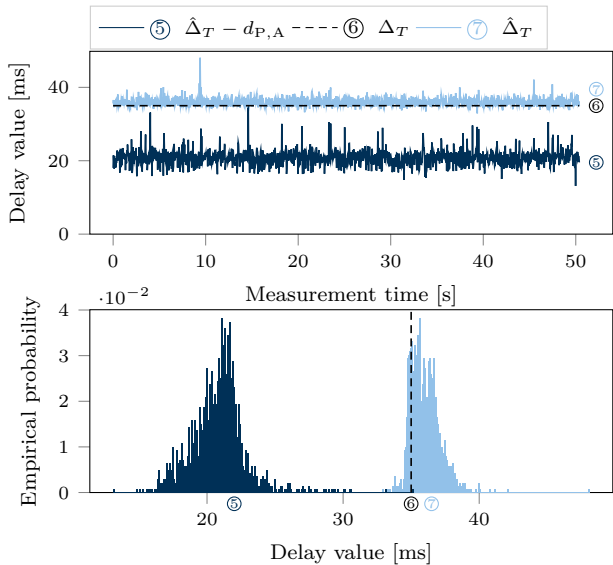 ⑤ Δ̂_T − d_P,A ⑥ Δ_T ⑦ Δ̂_T
Delay value [ms]
40
20
0
⑦
⑥
⑤
0 10 20 30 40 50
Measurement time [s]
·10⁻²
Empirical probability
4
3
2
1
0
20 30 40
⑤ ⑥ ⑦
Delay value [ms]